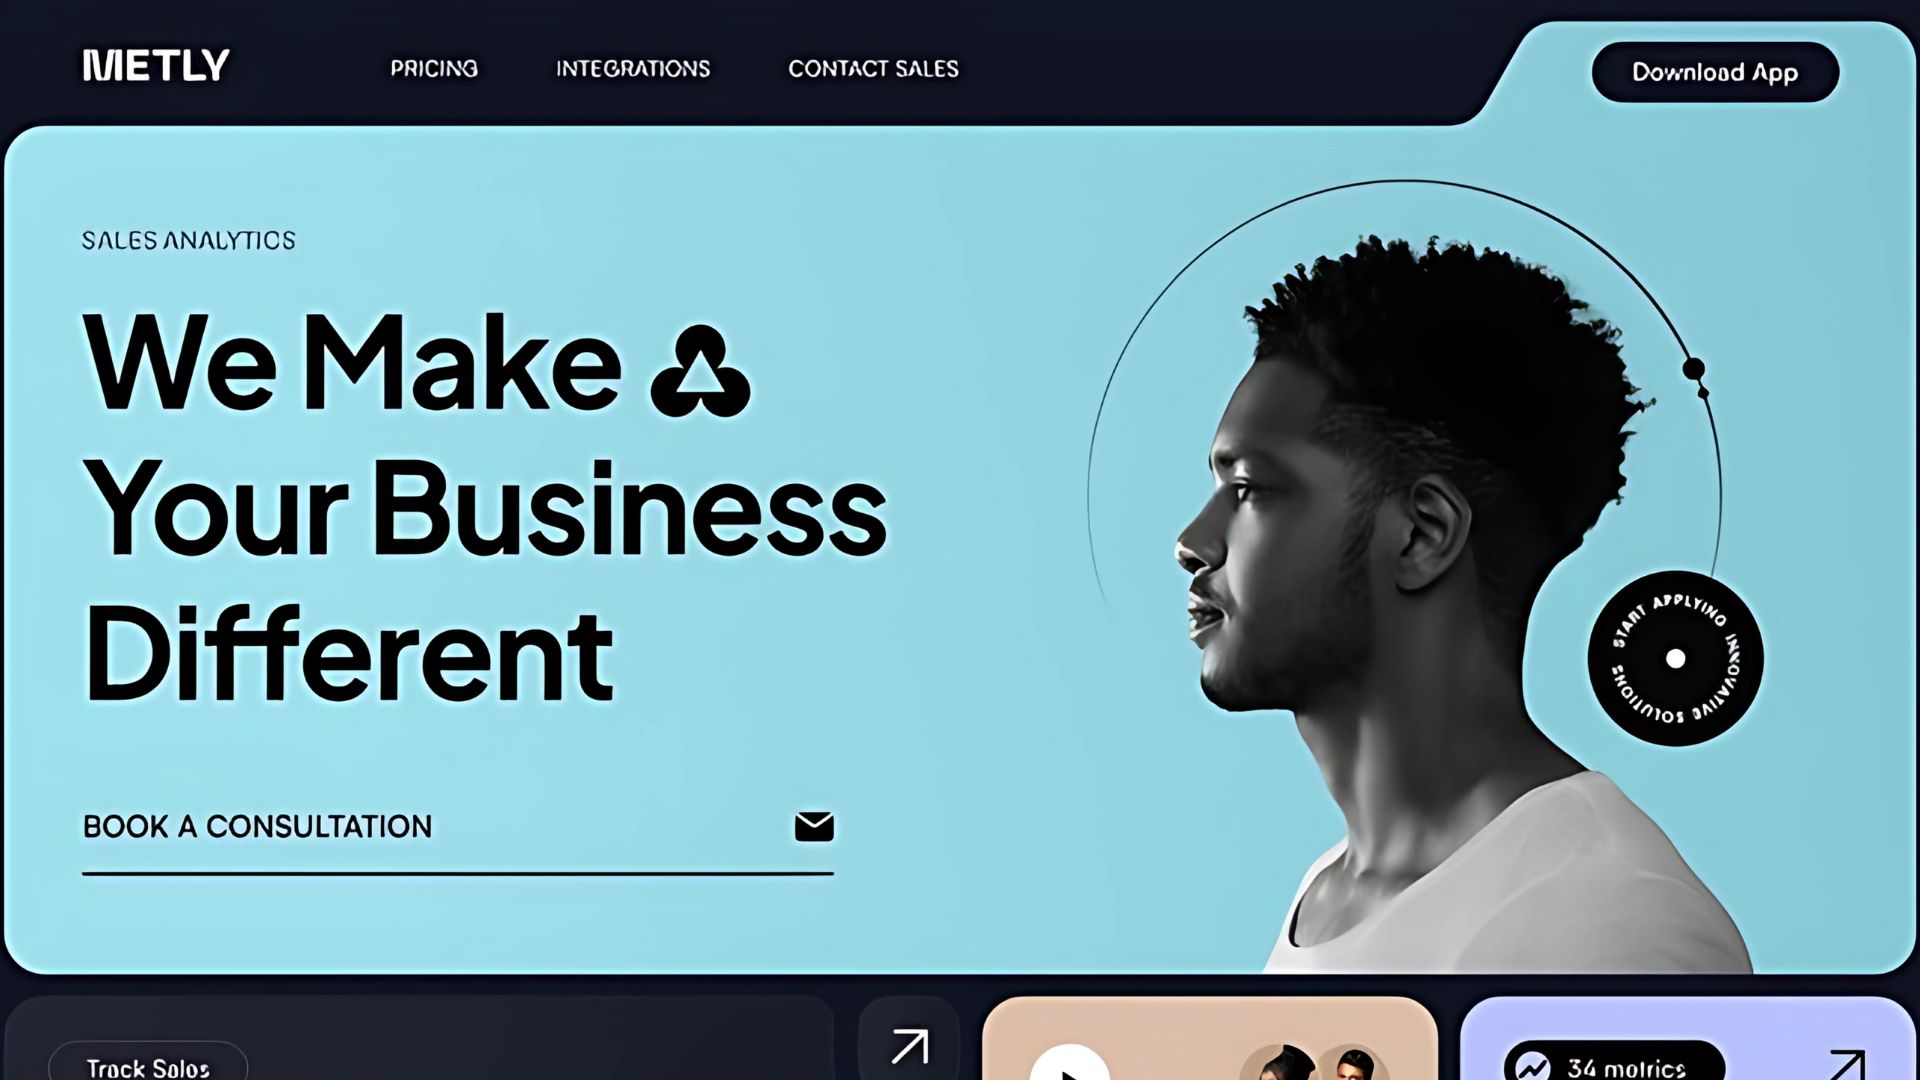 METLY
PRICING
INTEGRATIONS
CONTACT SALES
Download App
SALES ANALYTICS
We Make
Your Business
Different
START APPLYING INNOVATIVE SOLUTIONS
BOOK A CONSULTATION
Track Sales
34 metrics